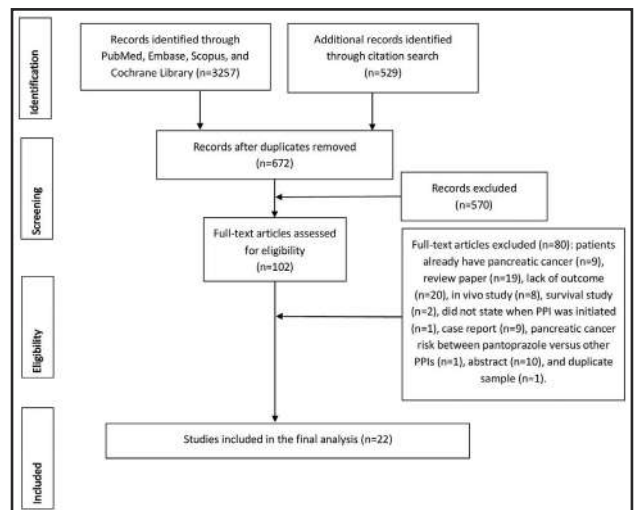 Identification
Records identified through
PubMed, Embase, Scopus, and
Cochrane Library (n=3257)
Additional records identified
through citation search
(n=529)
Screening
Records after duplicates removed
(n=672)
Records excluded
(n=570)
Full-text articles assessed
for eligibility
(n=102)
Eligibility
Full-text articles excluded (n=80): patients
already have pancreatic cancer (n=9),
review paper (n=19), lack of outcome
(n=20), in vivo study (n=8), survival study
(n=2), did not state when PPI was initiated
(n=1), case report (n=9), pancreatic cancer
risk between pantoprazole versus other
PPIs (n=1), abstract (n=10), and duplicate
sample (n=1).
Included
Studies included in the final analysis (n=22)